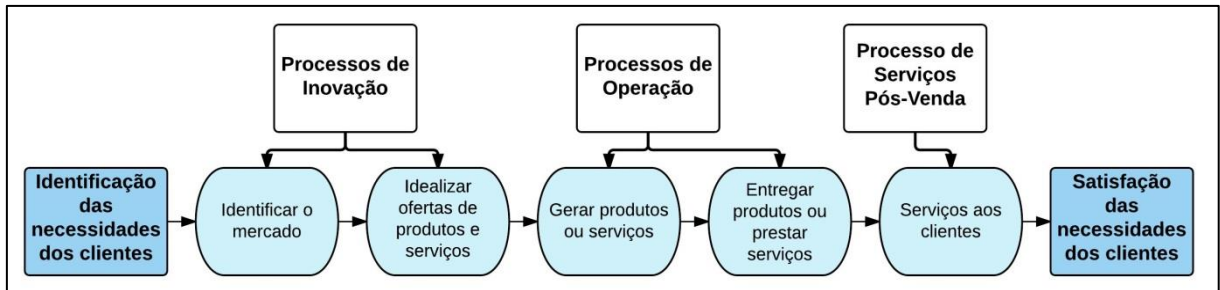 Processos de
Inovação
Processos de
Operação
Processo de
Serviços
Pós-Venda
Identificação
das
necessidades
dos clientes
Identificar o
mercado
Idealizar
ofertas de
produtos e
serviços
Gerar produtos
ou serviços
Entregar
produtos ou
prestar
serviços
Serviços aos
clientes
Satisfação
das
necessidades
dos clientes